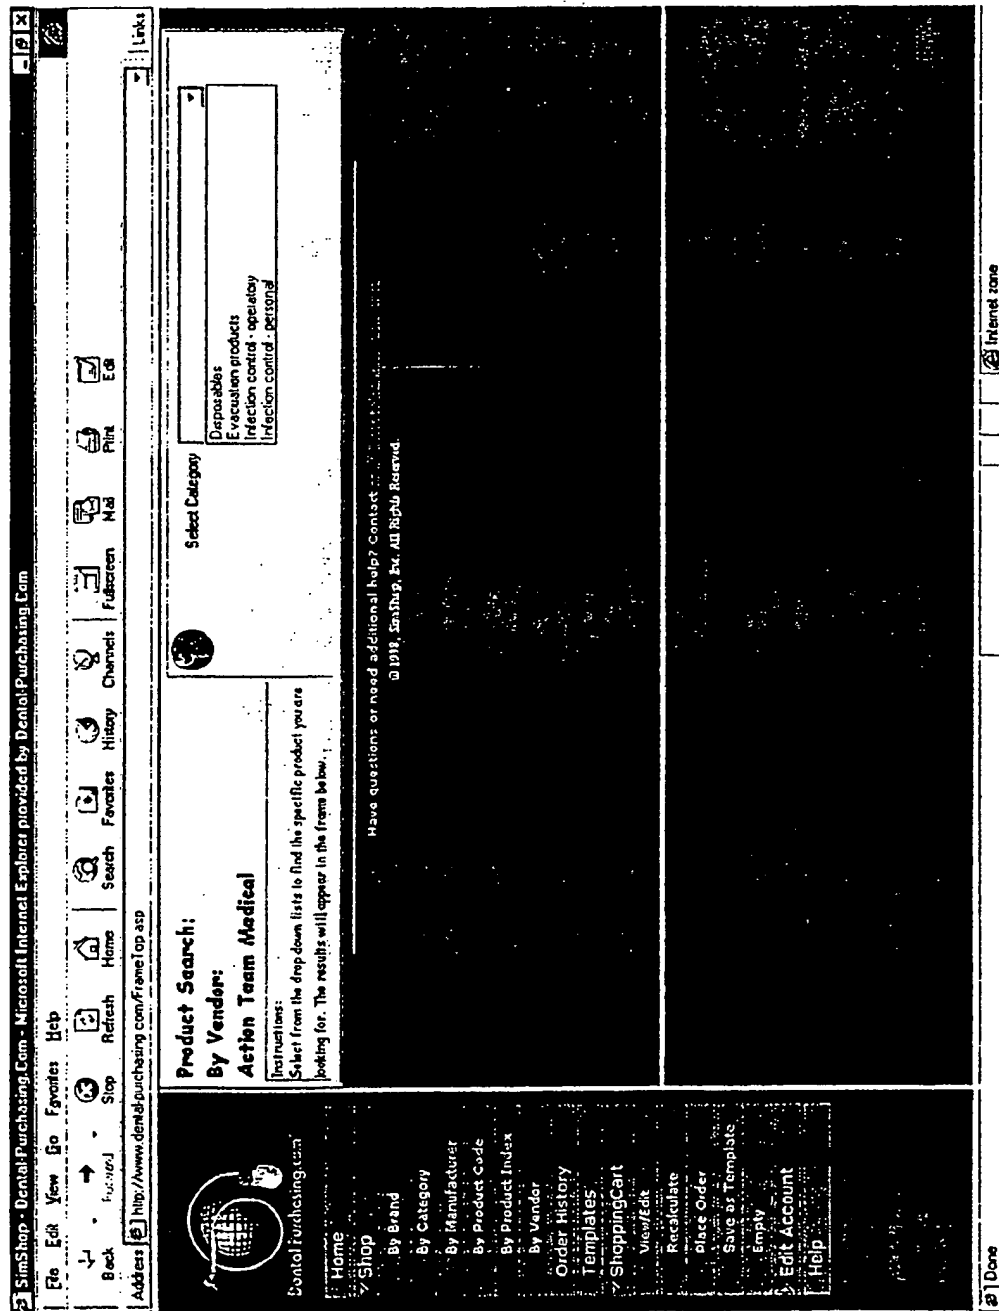 SimShop - Dental-Purchasing.Com - Microsoft Internet Explorer provided by Dental-Purchasing.Com
File Edit View Go Favorites Help
Back Forward Stop Refresh Home Search Favorites History Channels Fullscreen Mail Print Edit
Address http://www.dental-purchasing.com/FrameTop.asp Links
DentalPurchasing.com
Home
Shop
By Brand
By Category
By Manufacturer
By Product Code
By Product Index
By Vendor
Order History
Templates
ShoppingCart
View/Edit
Recalculate
Place Order
Save as Template
Empty
Edit Account
Help
Product Search:
By Vendor:
Action Team Medical
Instructions:
Select from the drop down lists to find the specific product you are
looking for. The results will appear in the frame below.
Select Category
Disposables
Evacuation products
Infection control - operatory
Infection control - personal
Have questions or need additional help? Contact
© 1998, SimShop, Inc. All Rights Reserved.
Done
Internet zone